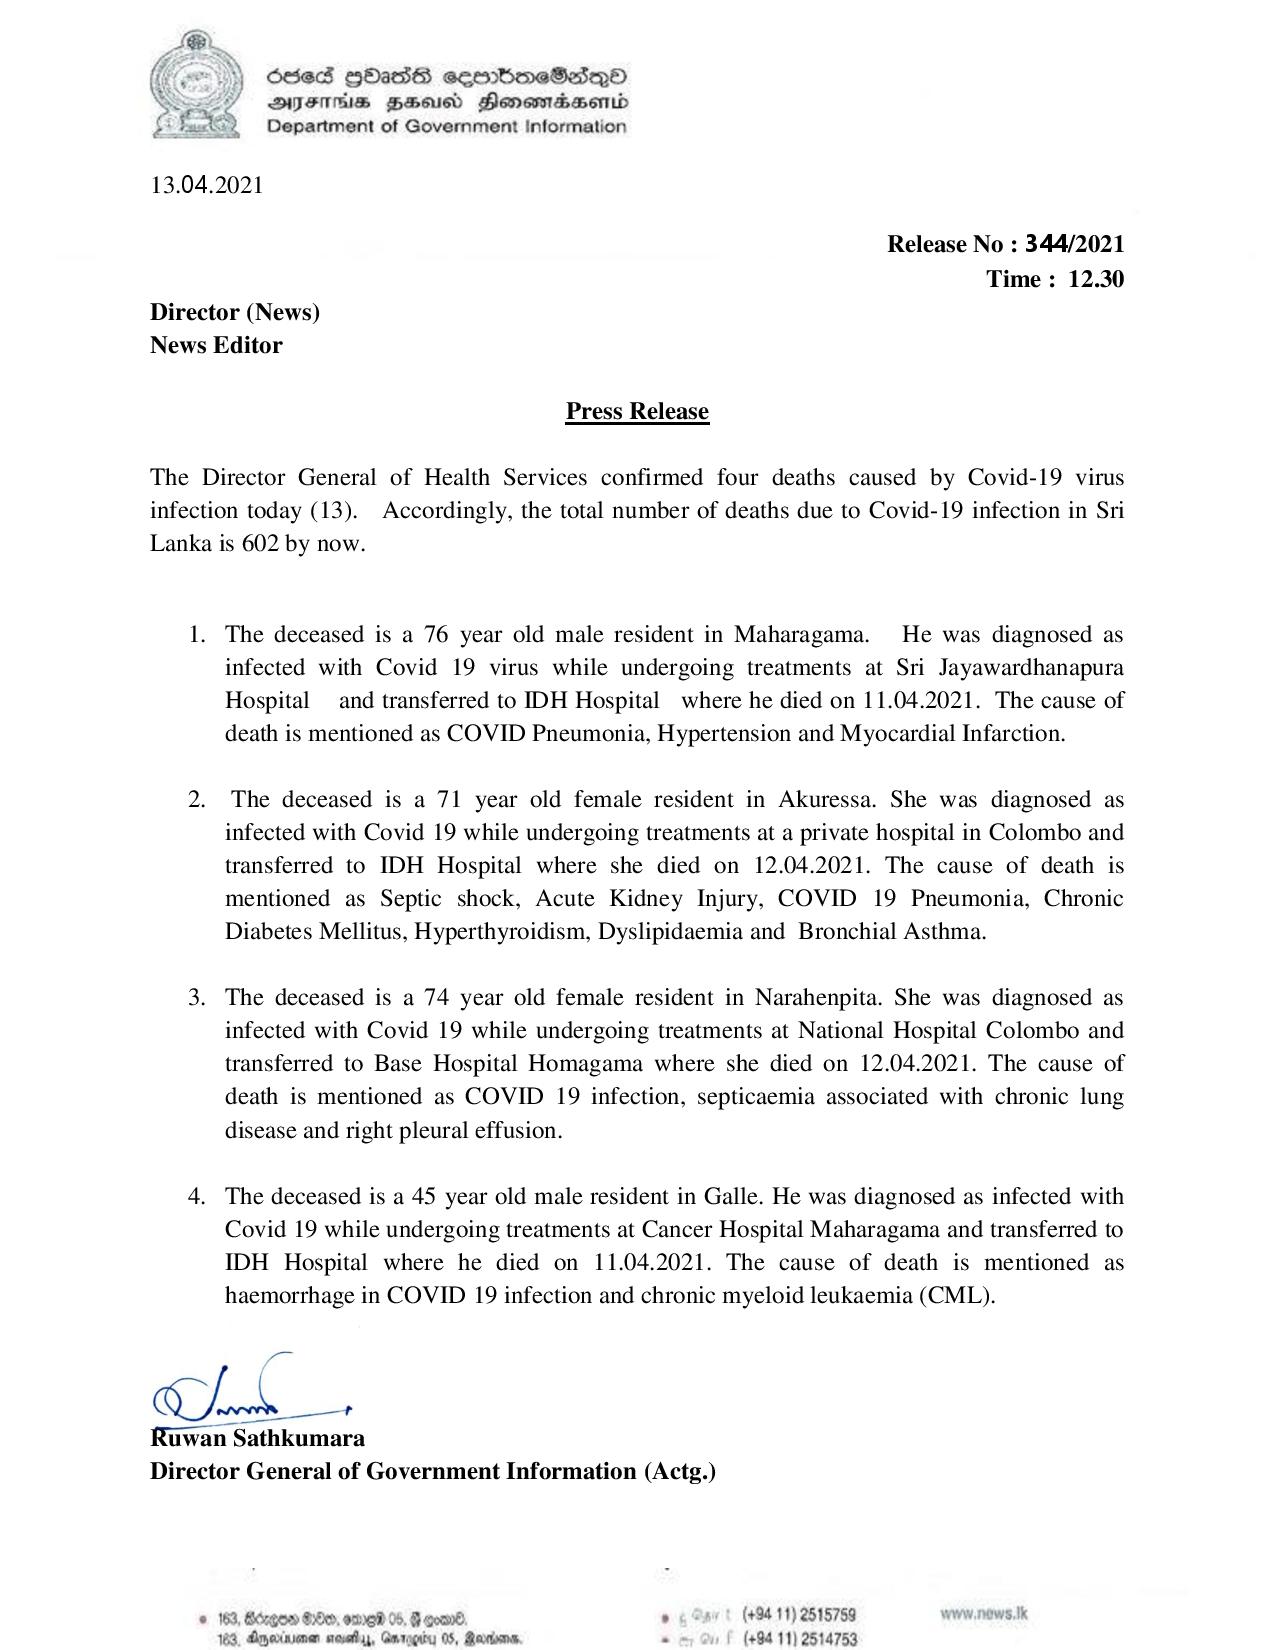 රජයේ ප්‍රවෘත්ති දෙපාර්තමේන්තුව
அரசாங்க தகவல் திணைக்களம்
Department of Government Information
13.04.2021
Release No : 344/2021
Time : 12.30
Director (News)
News Editor
Press Release
The Director General of Health Services confirmed four deaths caused by Covid-19 virus
infection today (13). Accordingly, the total number of deaths due to Covid-19 infection in Sri
Lanka is 602 by now.
1. The deceased is a 76 year old male resident in Maharagama. He was diagnosed as
infected with Covid 19 virus while undergoing treatments at Sri Jayawardhanapura
Hospital and transferred to IDH Hospital where he died on 11.04.2021. The cause of
death is mentioned as COVID Pneumonia, Hypertension and Myocardial Infarction.
2. The deceased is a 71 year old female resident in Akuressa. She was diagnosed as
infected with Covid 19 while undergoing treatments at a private hospital in Colombo and
transferred to IDH Hospital where she died on 12.04.2021. The cause of death is
mentioned as Septic shock, Acute Kidney Injury, COVID 19 Pneumonia, Chronic
Diabetes Mellitus, Hyperthyroidism, Dyslipidaemia and Bronchial Asthma.
3. The deceased is a 74 year old female resident in Narahenpita. She was diagnosed as
infected with Covid 19 while undergoing treatments at National Hospital Colombo and
transferred to Base Hospital Homagama where she died on 12.04.2021. The cause of
death is mentioned as COVID 19 infection, septicaemia associated with chronic lung
disease and right pleural effusion.
4. The deceased is a 45 year old male resident in Galle. He was diagnosed as infected with
Covid 19 while undergoing treatments at Cancer Hospital Maharagama and transferred to
IDH Hospital where he died on 11.04.2021. The cause of death is mentioned as
haemorrhage in COVID 19 infection and chronic myeloid leukaemia (CML).
Ruwan Sathkumara
Director General of Government Information (Actg.)
163, කිරුලපන මාවත, කොළඹ 05, ශ්‍රී ලංකාව.
163, கிருலப்பனை எவனியூ, கொழும்பு 05, இலங்கை.
(+94 11) 2515759
(+94 11) 2514753
www.news.lk